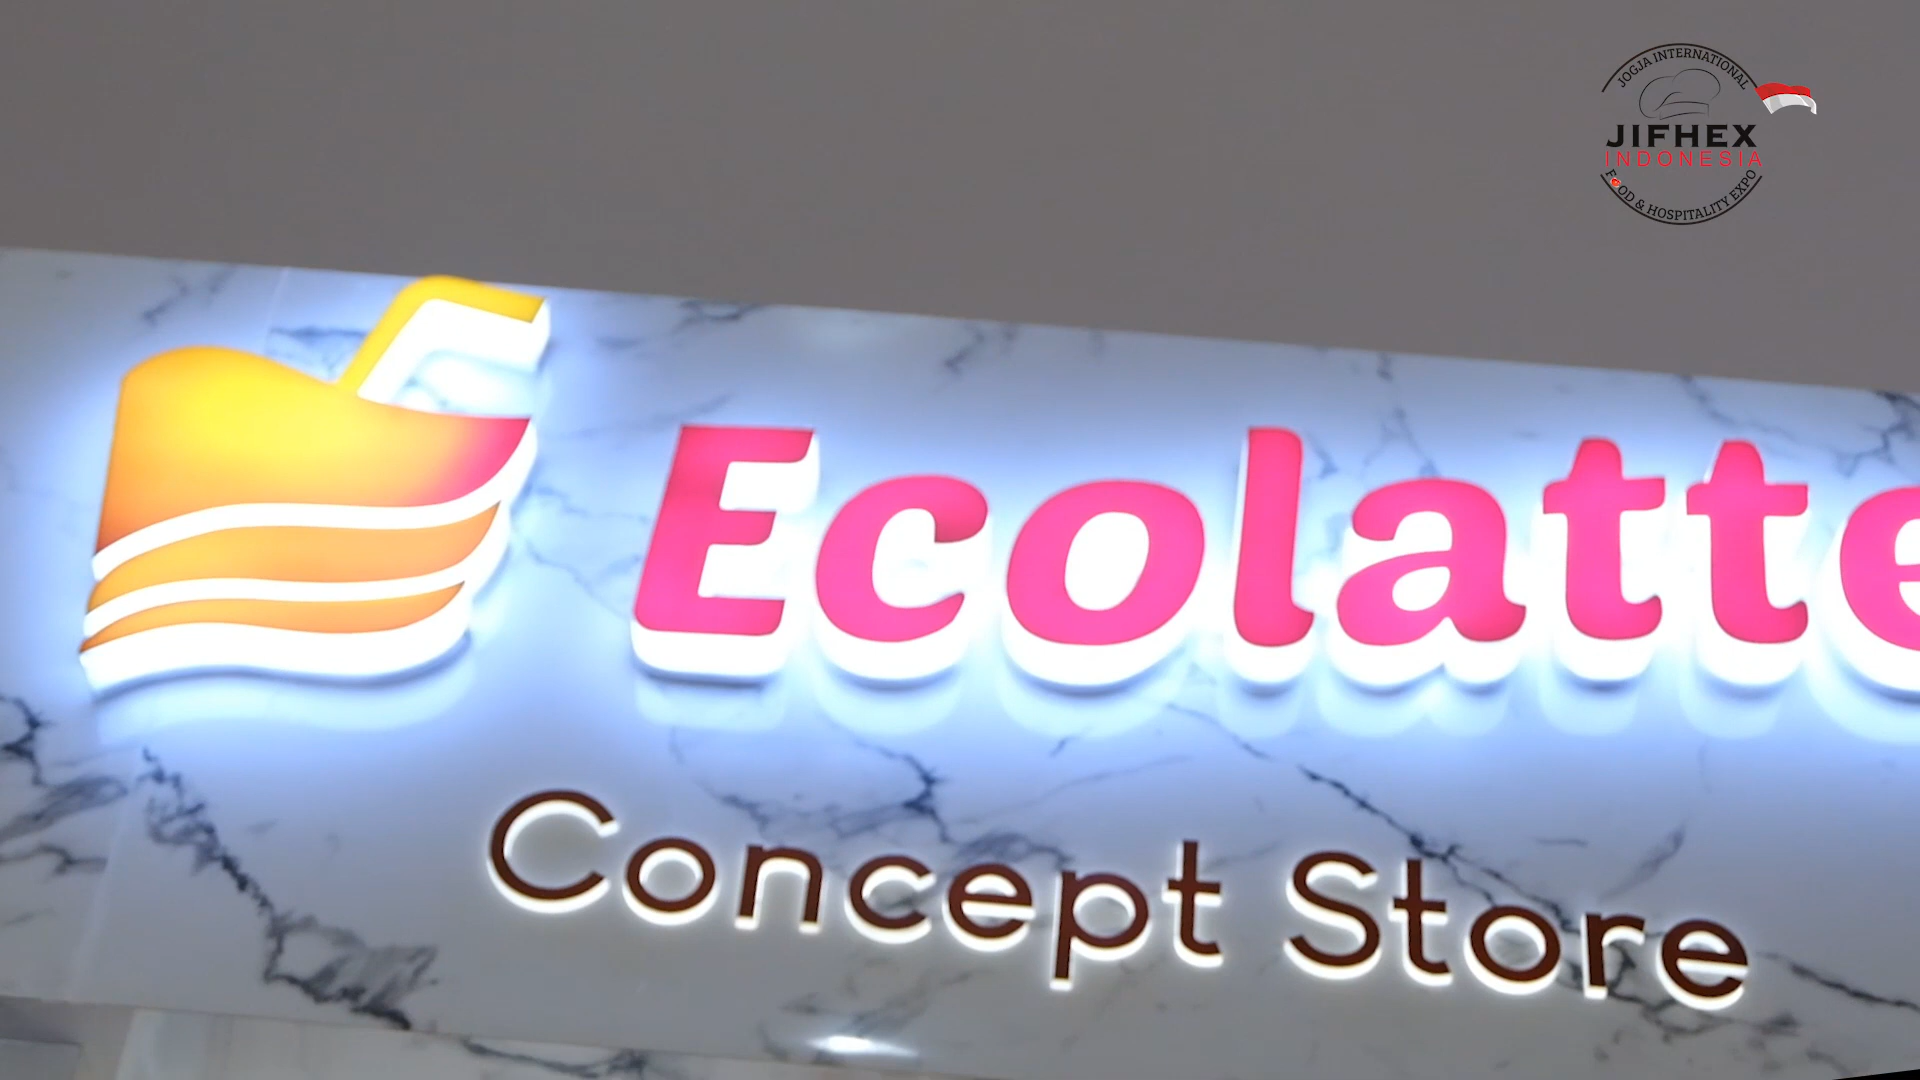 JOGJA INTERNATIONAL
JIFHEX
INDONESIA
FOOD & HOSPITALITY EXPO
Ecolatte
Concept Store